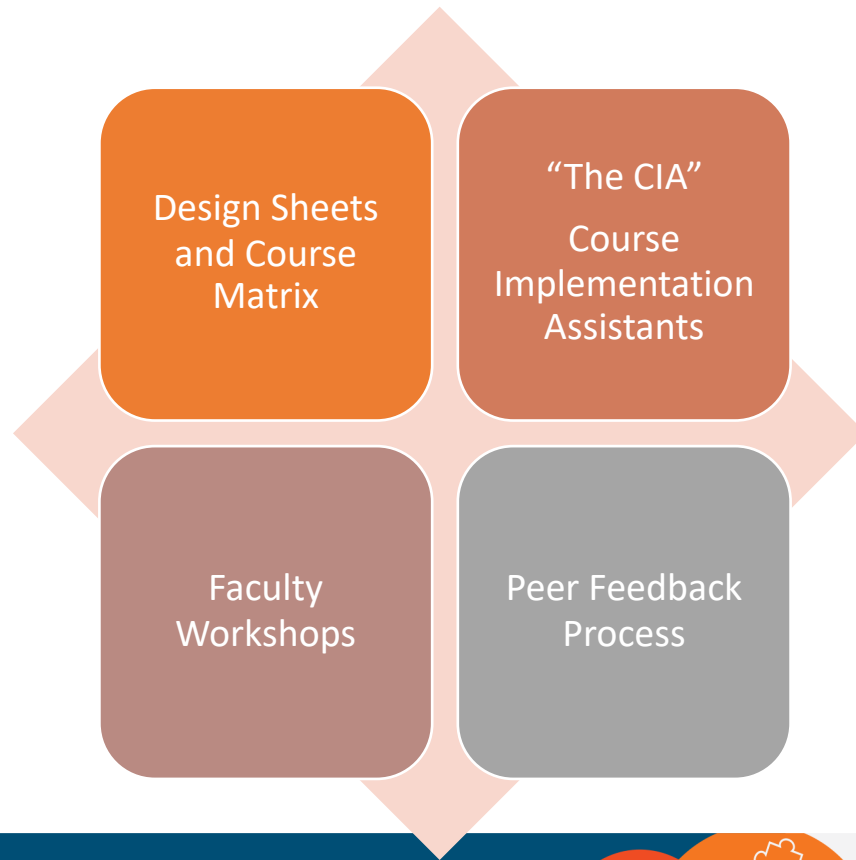 Design Sheets
and Course
Matrix
“The CIA”
Course
Implementation
Assistants
Faculty
Workshops
Peer Feedback
Process